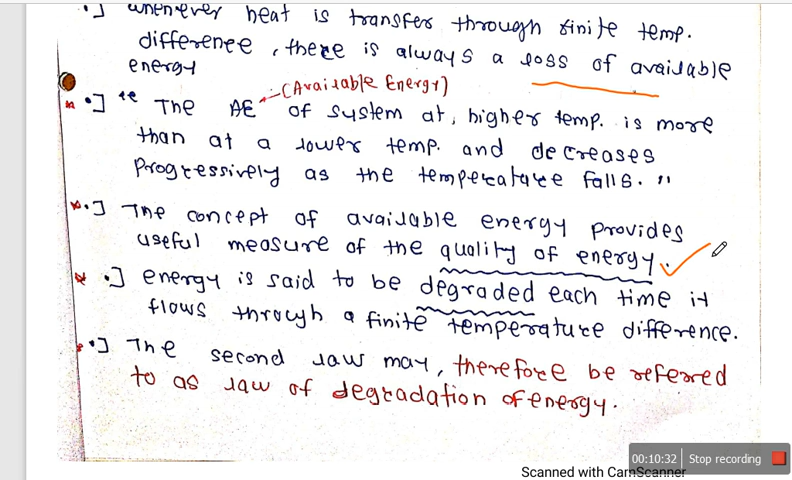 •] whenever heat is transfer through finite temp.
difference, there is always a loss of available
energy
(Available Energy)
•] " The AE of system at, higher temp. is more
than at a lower temp. and decreases
progressively as the temperature falls. "
•] The concept of available energy provides
useful measure of the quality of energy.
•] energy is said to be degraded each time it
flows through a finite temperature difference.
•] The second law may, therefore be referred
to as law of degradation of energy.
00:10:32 Stop recording
Scanned with CamScanner